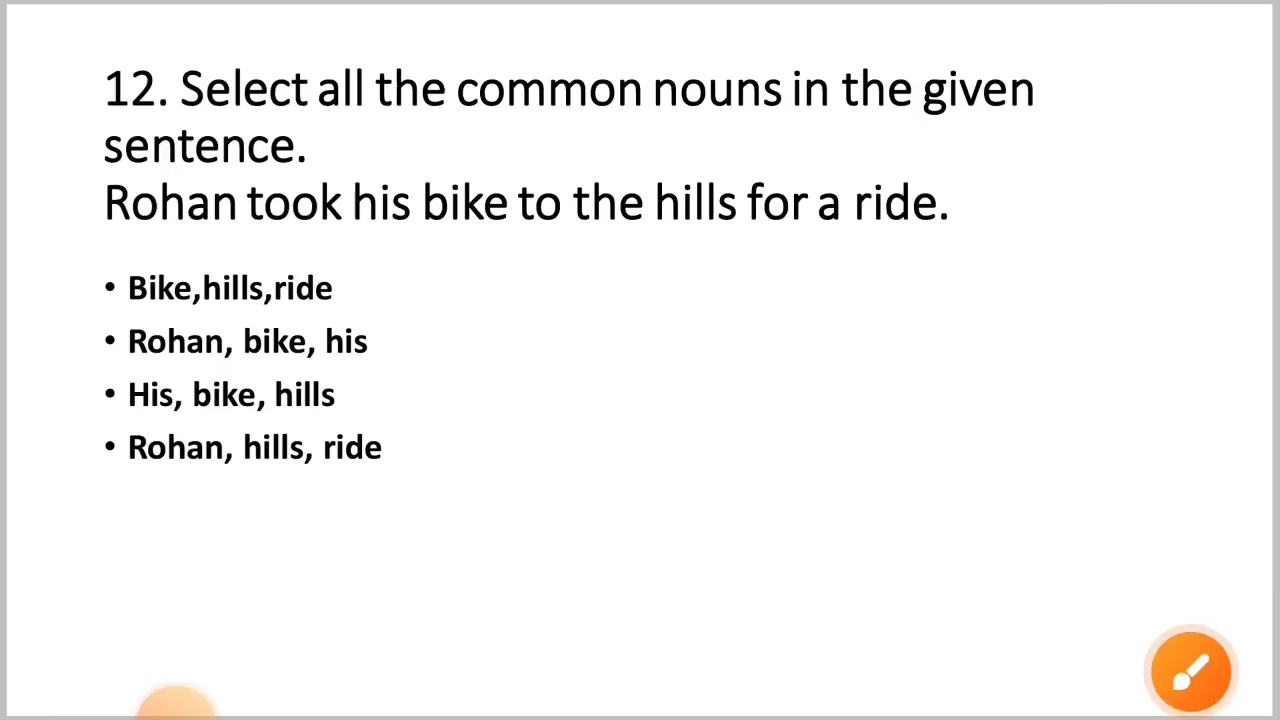 12. Select all the common nouns in the given
sentence.
Rohan took his bike to the hills for a ride.
• Bike,hills,ride
• Rohan, bike, his
• His, bike, hills
• Rohan, hills, ride